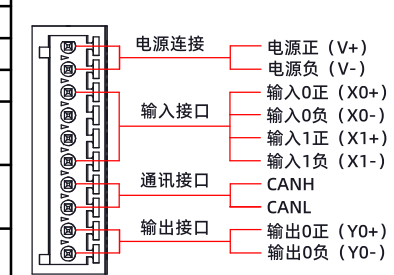 电源连接
电源正（V+）
电源负（V-）
输入接口
输入0正（X0+）
输入0负（X0-）
输入1正（X1+）
输入1负（X1-）
通讯接口
CANH
CANL
输出接口
输出0正（Y0+）
输出0负（Y0-）